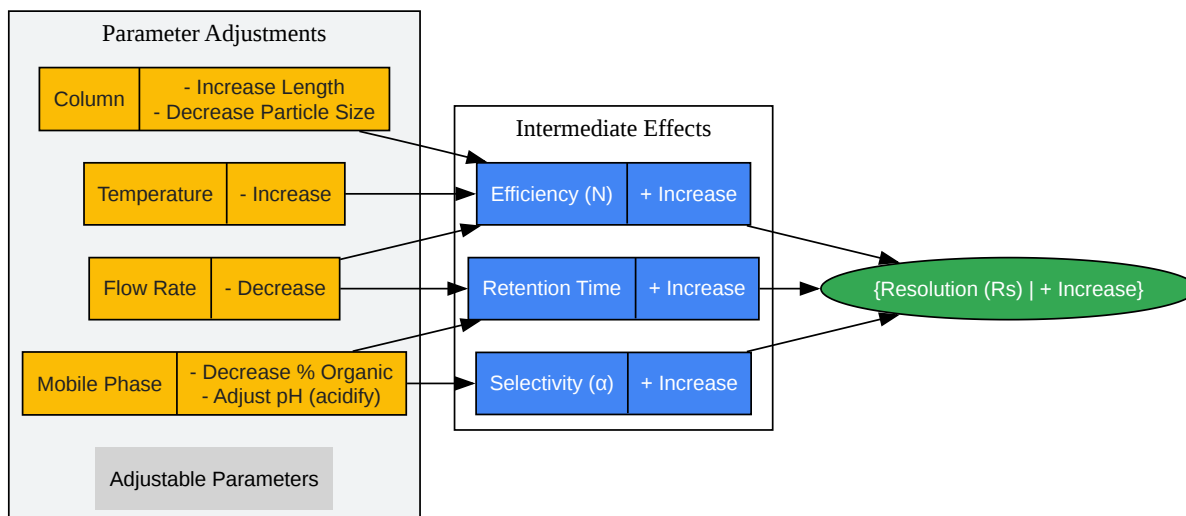 Parameter Adjustments
Column
- Increase Length
- Decrease Particle Size
Temperature
- Increase
Flow Rate
- Decrease
Mobile Phase
- Decrease % Organic
- Adjust pH (acidify)
Adjustable Parameters
Intermediate Effects
Efficiency (N)
+ Increase
Retention Time
+ Increase
Selectivity (α)
+ Increase
{Resolution (Rs) | + Increase}